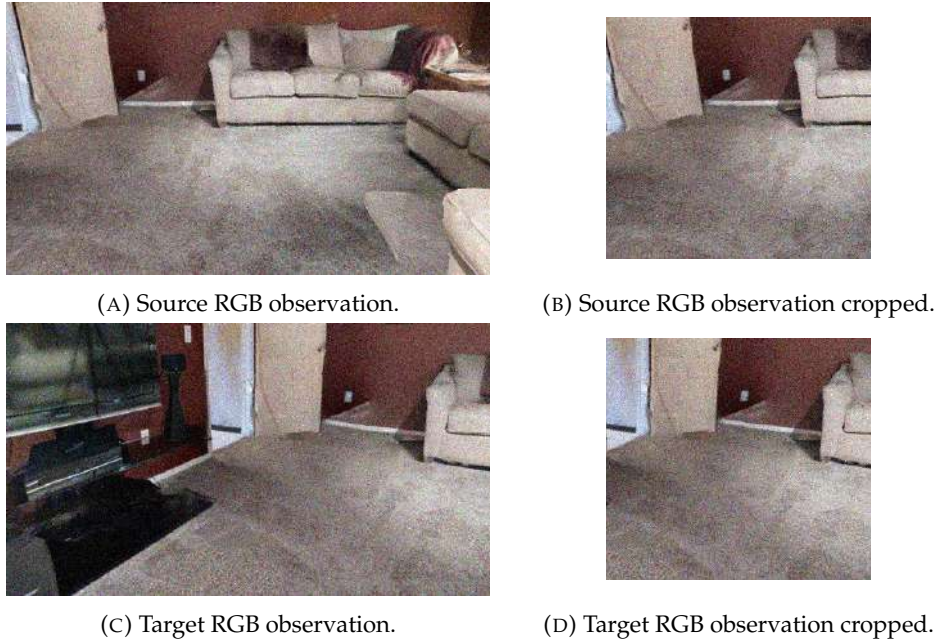 (A) Source RGB observation.
(B) Source RGB observation cropped.
(C) Target RGB observation.
(D) Target RGB observation cropped.